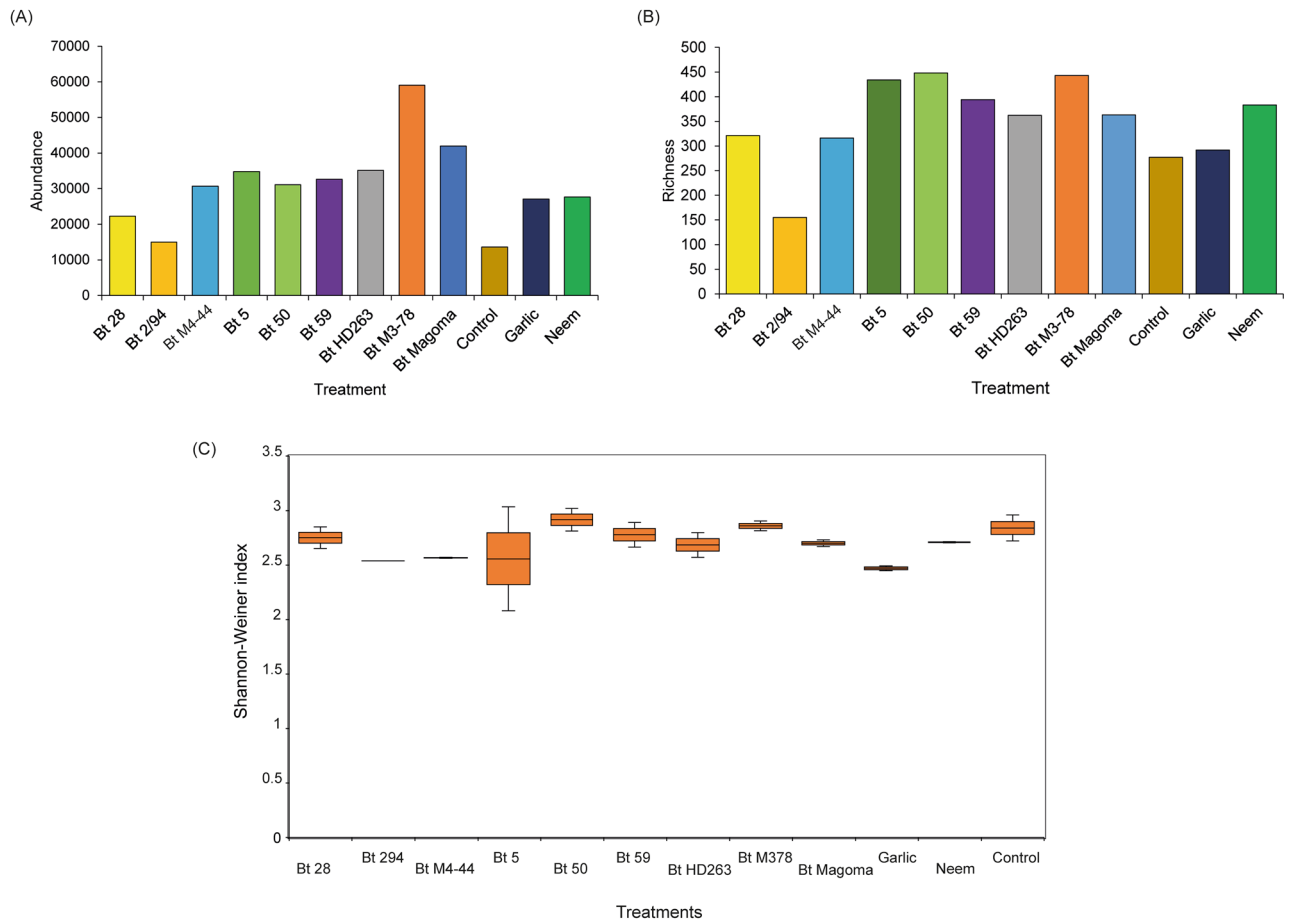 (A)
70000
60000
50000
40000
30000
20000
10000
0
Abundance
Bt 28
Bt 2/94
Bt M4-44
Bt 5
Bt 50
Bt 59
Bt HD263
Bt M3-78
Bt Magoma
Control
Garlic
Neem
Treatment
(B)
500
450
400
350
300
250
200
150
100
50
0
Richness
Bt 28
Bt 2/94
Bt M4-44
Bt 5
Bt 50
Bt 59
Bt HD263
Bt M3-78
Bt Magoma
Control
Garlic
Neem
Treatment
(C)
3.5
3
2.5
2
1.5
1
0.5
0
Shannon-Weiner index
Bt 28
Bt 294
Bt M4-44
Bt 5
Bt 50
Bt 59
Bt HD263
Bt M378
Bt Magoma
Garlic
Neem
Control
Treatments